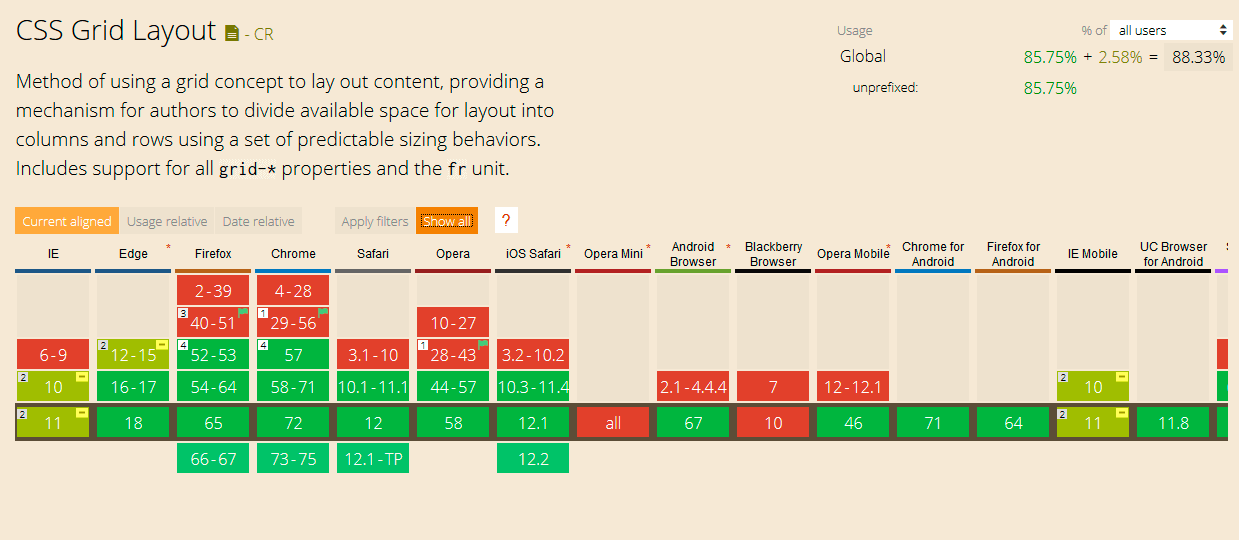 CSS Grid Layout - CR
Usage % of all users
Global 85.75% + 2.58% = 88.33%
unprefixed: 85.75%
Method of using a grid concept to lay out content, providing a
mechanism for authors to divide available space for layout into
columns and rows using a set of predictable sizing behaviors.
Includes support for all grid-* properties and the fr unit.
Current aligned Usage relative Date relative Apply filters Show all ?
IE Edge * Firefox Chrome Safari Opera iOS Safari * Opera Mini * Android Browser * Blackberry Browser Opera Mobile * Chrome for Android Firefox for Android IE Mobile UC Browser for Android
2-39 4-28
3 40-51 1 29-56 10-27
6-9 2 12-15 4 52-53 4 57 3.1-10 1 28-43 3.2-10.2
2 10 16-17 54-64 58-71 10.1-11.1 44-57 10.3-11.4 2.1-4.4.4 7 12-12.1 2 10
2 11 18 65 72 12 58 12.1 all 67 10 46 71 64 2 11 11.8
66-67 73-75 12.1-TP 12.2